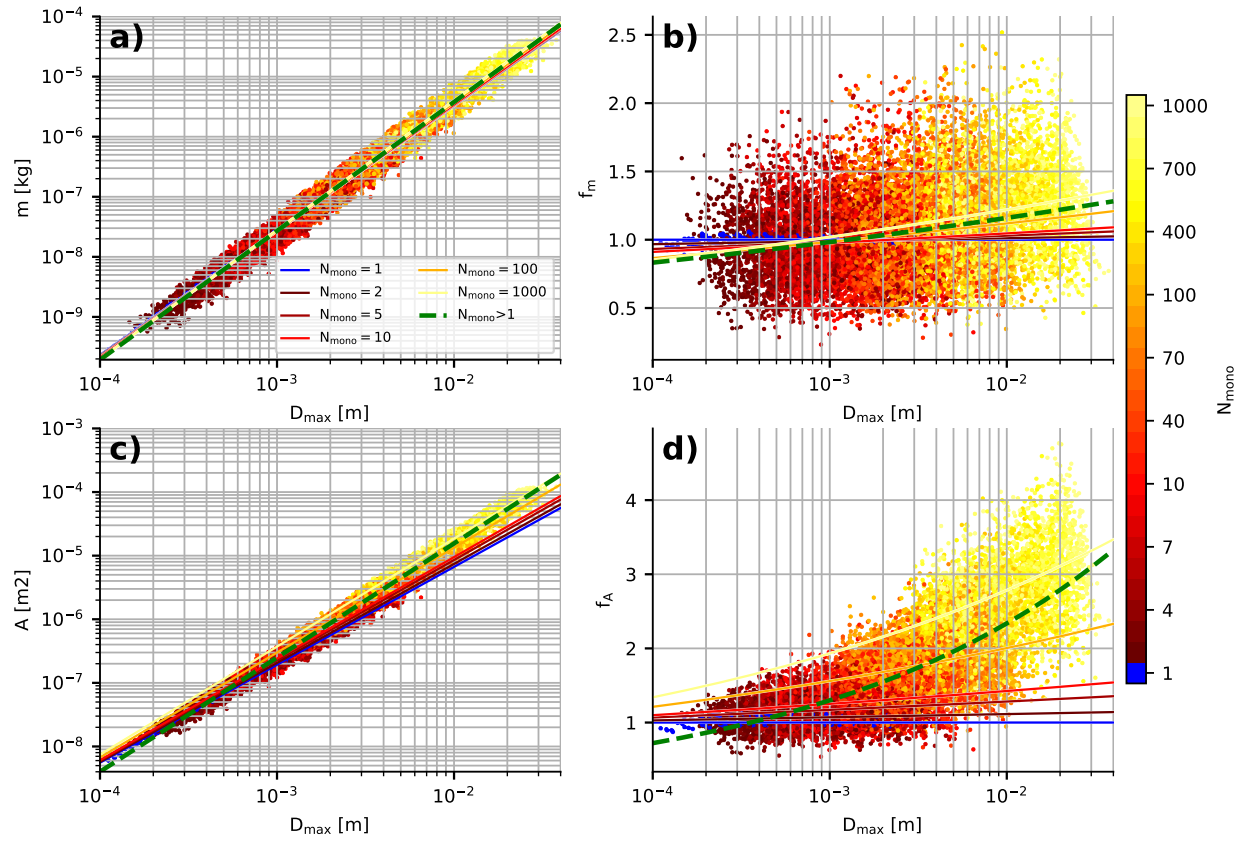 a)
10⁻⁴
10⁻⁵
10⁻⁶
10⁻⁷
10⁻⁸
10⁻⁹
m [kg]
N_mono = 1
N_mono = 2
N_mono = 5
N_mono = 10
N_mono = 100
N_mono = 1000
N_mono>1
10⁻⁴ 10⁻³ 10⁻²
D_max [m]
b)
2.5
2.0
1.5
1.0
0.5
f_m
10⁻⁴ 10⁻³ 10⁻²
D_max [m]
c)
10⁻³
10⁻⁴
10⁻⁵
10⁻⁶
10⁻⁷
10⁻⁸
A [m2]
10⁻⁴ 10⁻³ 10⁻²
D_max [m]
d)
4
3
2
1
f_A
10⁻⁴ 10⁻³ 10⁻²
D_max [m]
1000
700
400
100
70
40
10
7
4
1
N_mono